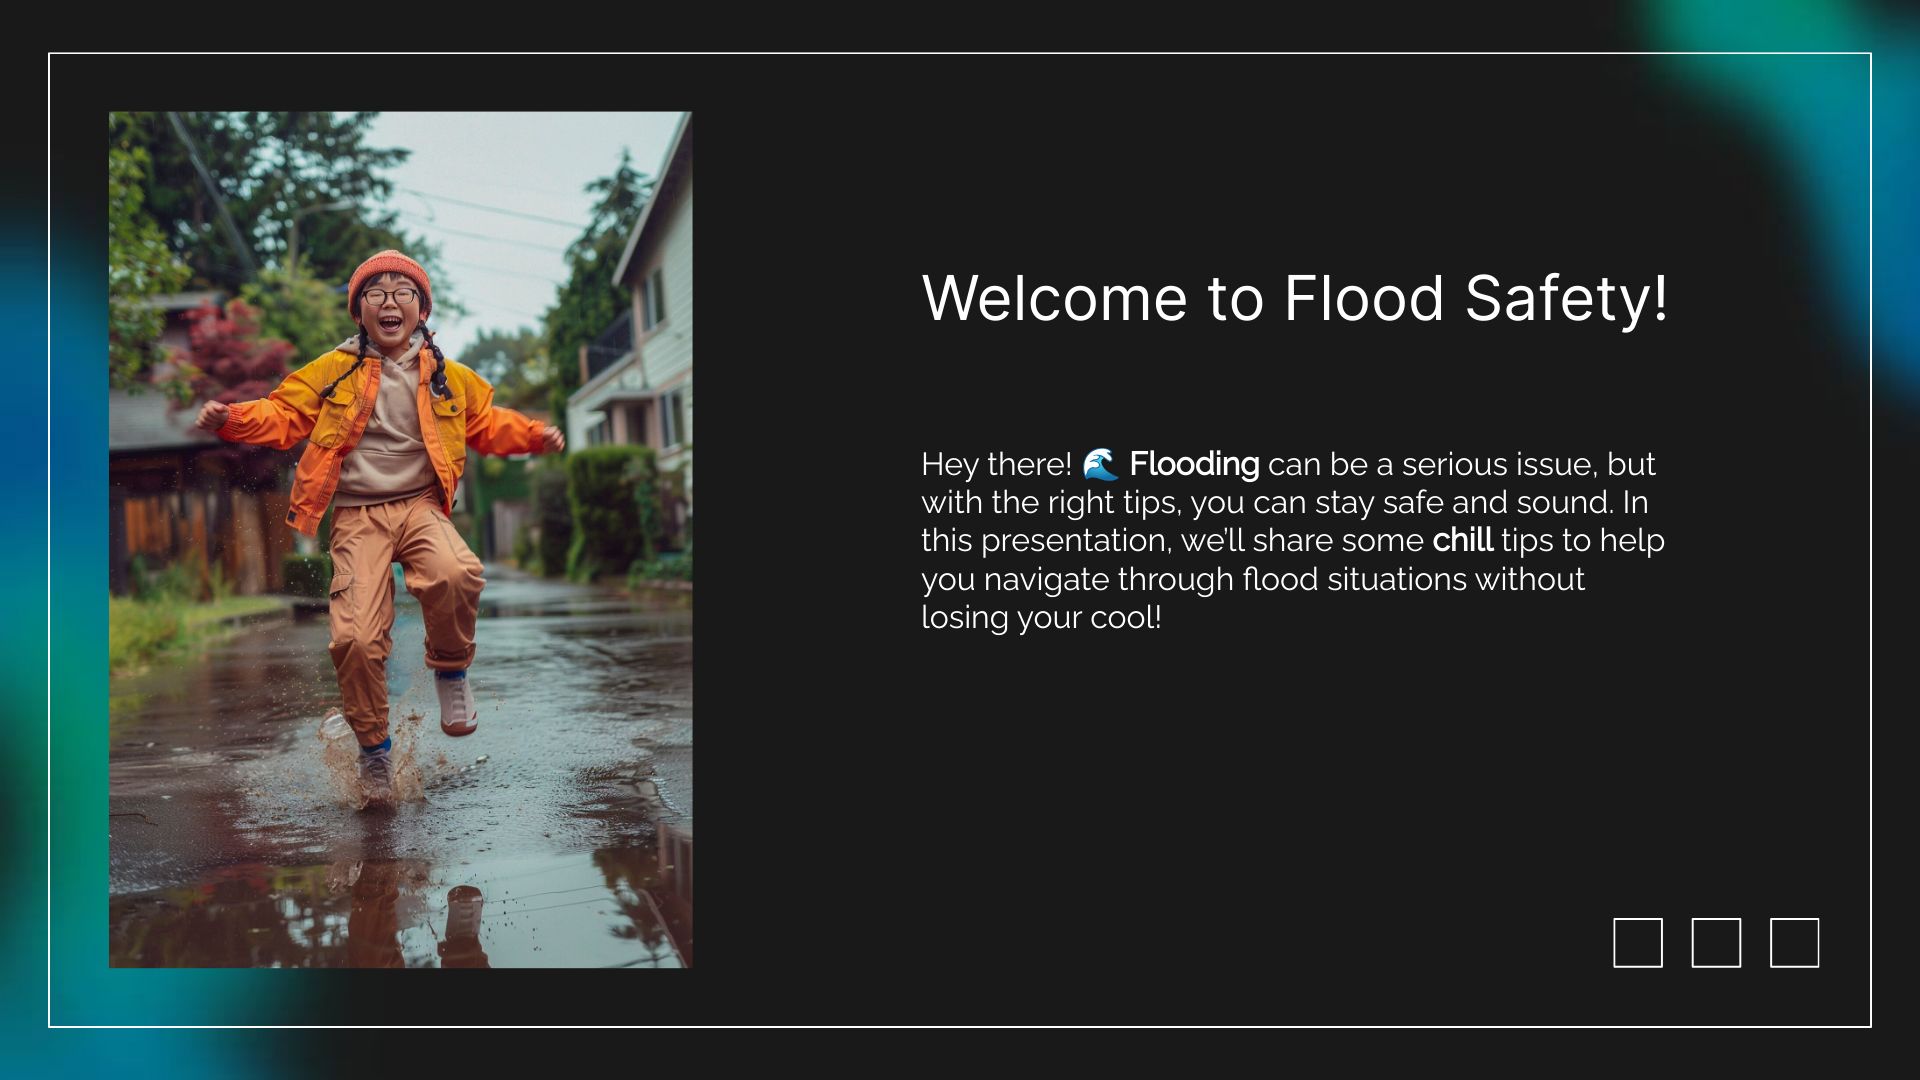 Welcome to Flood Safety!
Hey there! 🌊 Flooding can be a serious issue, but
with the right tips, you can stay safe and sound. In
this presentation, we’ll share some chill tips to help
you navigate through flood situations without
losing your cool!